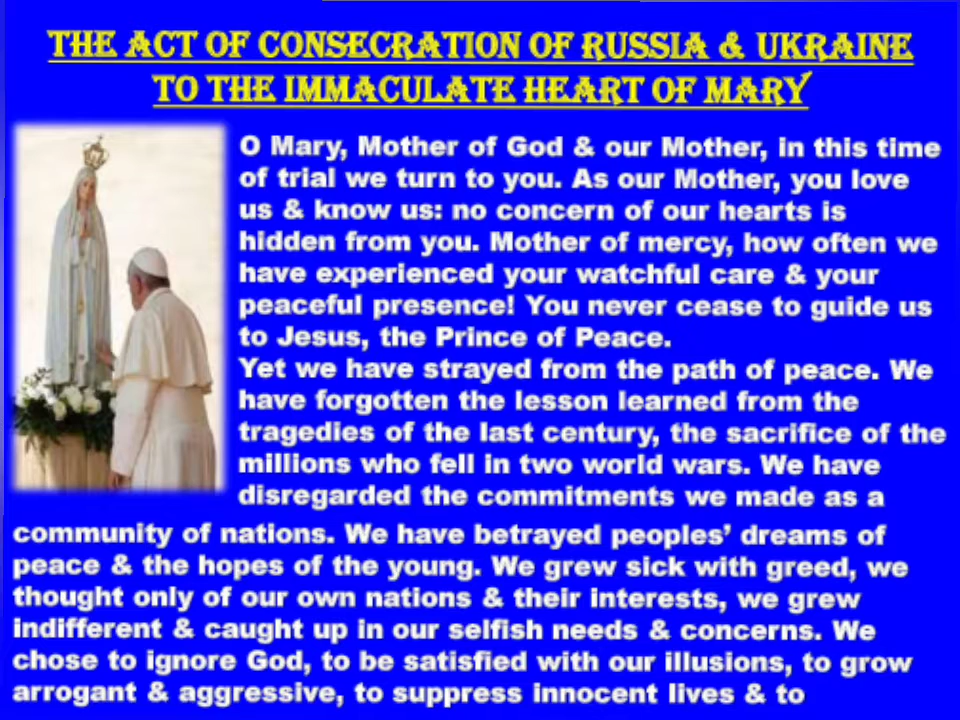 THE ACT OF CONSECRATION OF RUSSIA & UKRAINE
TO THE IMMACULATE HEART OF MARY
O Mary, Mother of God & our Mother, in this time
of trial we turn to you. As our Mother, you love
us & know us: no concern of our hearts is
hidden from you. Mother of mercy, how often we
have experienced your watchful care & your
peaceful presence! You never cease to guide us
to Jesus, the Prince of Peace.
Yet we have strayed from the path of peace. We
have forgotten the lesson learned from the
tragedies of the last century, the sacrifice of the
millions who fell in two world wars. We have
disregarded the commitments we made as a
community of nations. We have betrayed peoples’ dreams of
peace & the hopes of the young. We grew sick with greed, we
thought only of our own nations & their interests, we grew
indifferent & caught up in our selfish needs & concerns. We
chose to ignore God, to be satisfied with our illusions, to grow
arrogant & aggressive, to suppress innocent lives & to